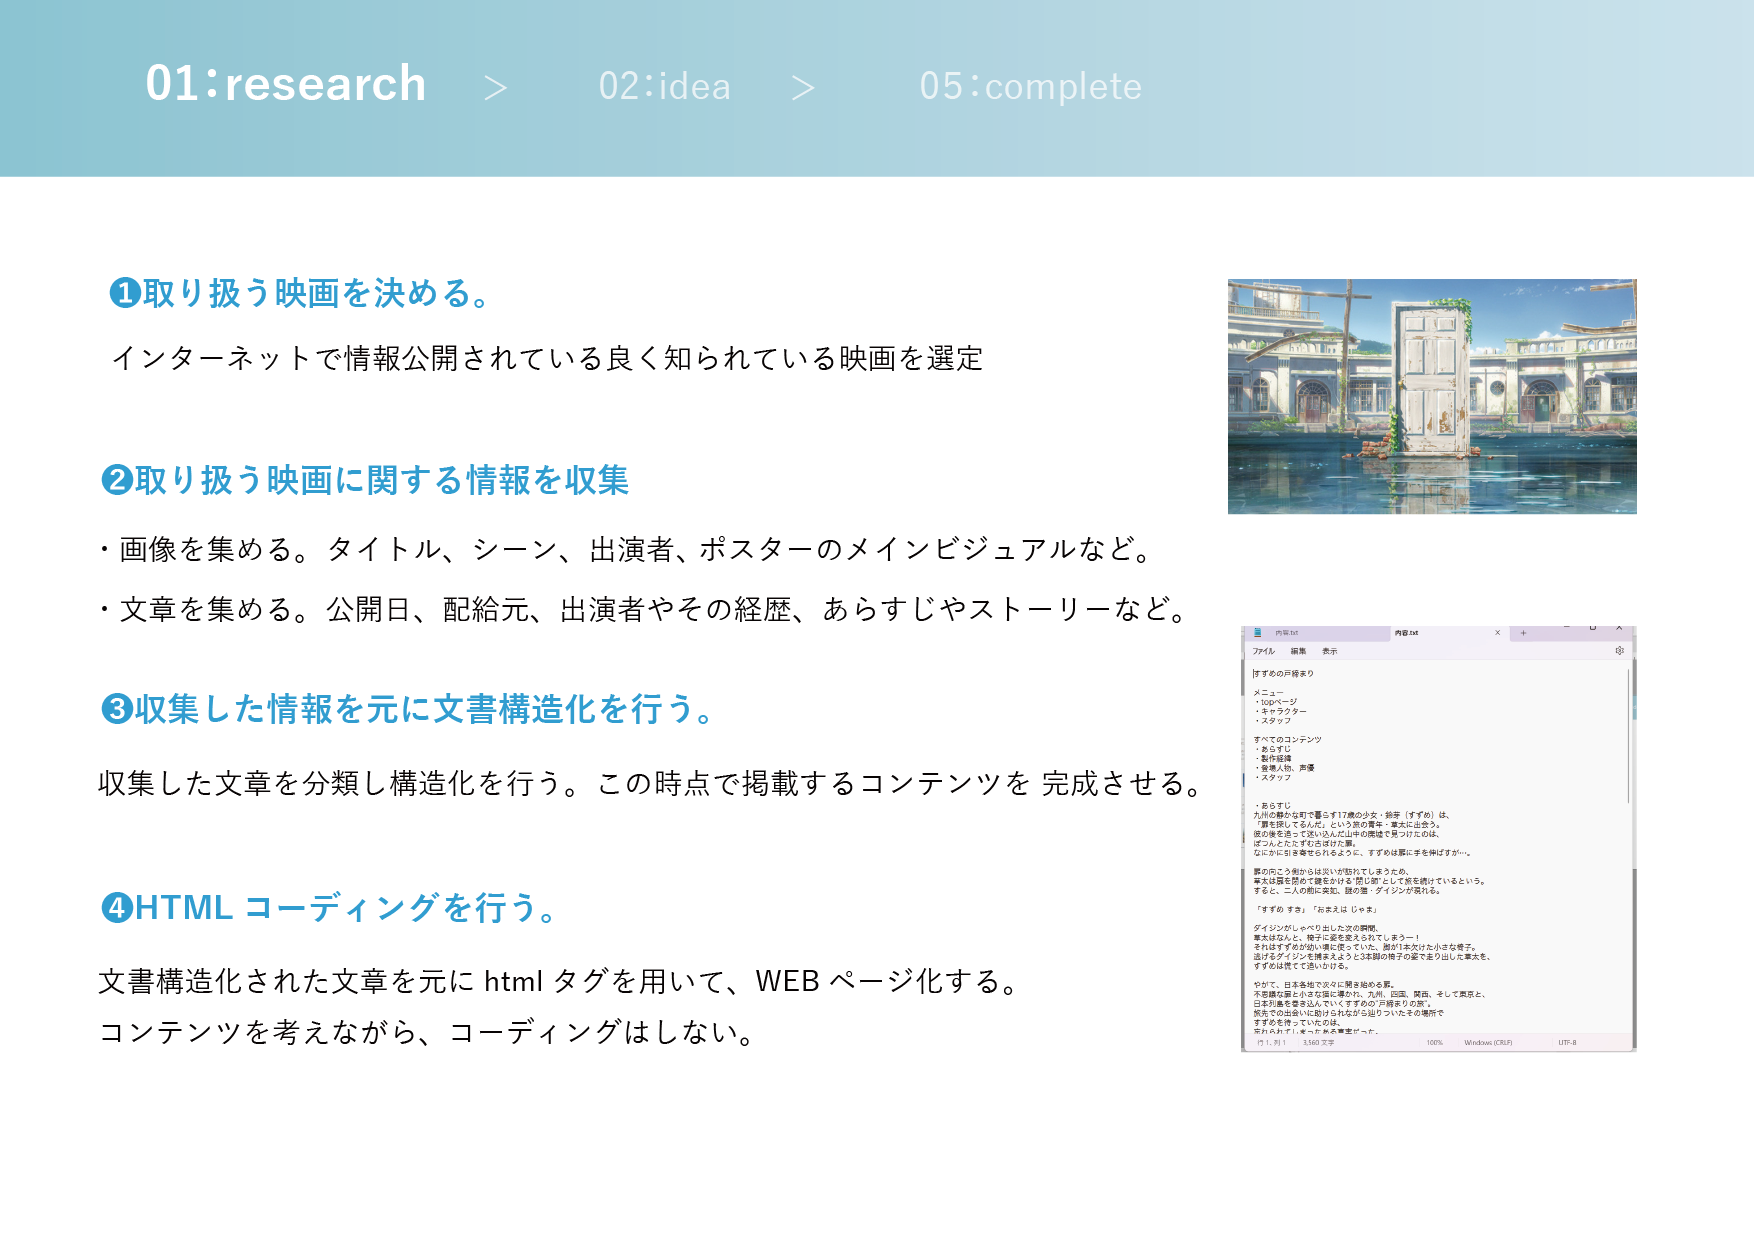 01:research > 02:idea > 05:complete
❶取り扱う映画を決める。
インターネットで情報公開されている良く知られている映画を選定
❷取り扱う映画に関する情報を収集
・画像を集める。タイトル、シーン、出演者、ポスターのメインビジュアルなど。
・文章を集める。公開日、配給元、出演者やその経歴、あらすじやストーリーなど。
❸収集した情報を元に文書構造化を行う。
収集した文章を分類し構造化を行う。この時点で掲載するコンテンツを 完成させる。
❹HTML コーディングを行う。
文書構造化された文章を元に html タグを用いて、WEB ページ化する。
コンテンツを考えながら、コーディングはしない。
内容.txt 内容.txt × +
ファイル 編集 表示
すずめの戸締まり
メニュー
・topページ
・キャラクター
・スタッフ
すべてのコンテンツ
・あらすじ
・製作経緯
・登場人物、声優
・スタッフ
・あらすじ
九州の静かな町で暮らす17歳の少女・鈴芽（すずめ）は、
「扉を探してるんだ」という旅の青年・草太に出会う。
彼の後を追って迷い込んだ山中の廃墟で見つけたのは、
ぽつんとたたずむ古ぼけた扉。
なにかに引き寄せられるように、すずめは扉に手を伸ばすが…。
扉の向こう側からは災いが訪れてしまうため、
草太は扉を閉めて鍵をかける"閉じ師"として旅を続けているという。
すると、二人の前に突如、謎の猫・ダイジンが現れる。
「すずめ すき」「おまえは じゃま」
ダイジンがしゃべり出した次の瞬間、
草太はなんと、椅子に姿を変えられてしまう―！
それはすずめが幼い頃に使っていた、脚が1本欠けた小さな椅子。
逃げるダイジンを捕まえようと3本脚の椅子の姿で走り出した草太を、
すずめは慌てて追いかける。
やがて、日本各地で次々に開き始める扉。
不思議な扉と小さな猫に導かれ、九州、四国、関西、そして東京と、
日本列島を巻き込んでいくすずめの"戸締まりの旅"。
旅先での出会いに助けられながら辿りついたその場所で
すずめを待っていたのは、
忘れられてしまったある真実だった。
行 1、列 1 3,560 文字 100% Windows (CRLF) UTF-8